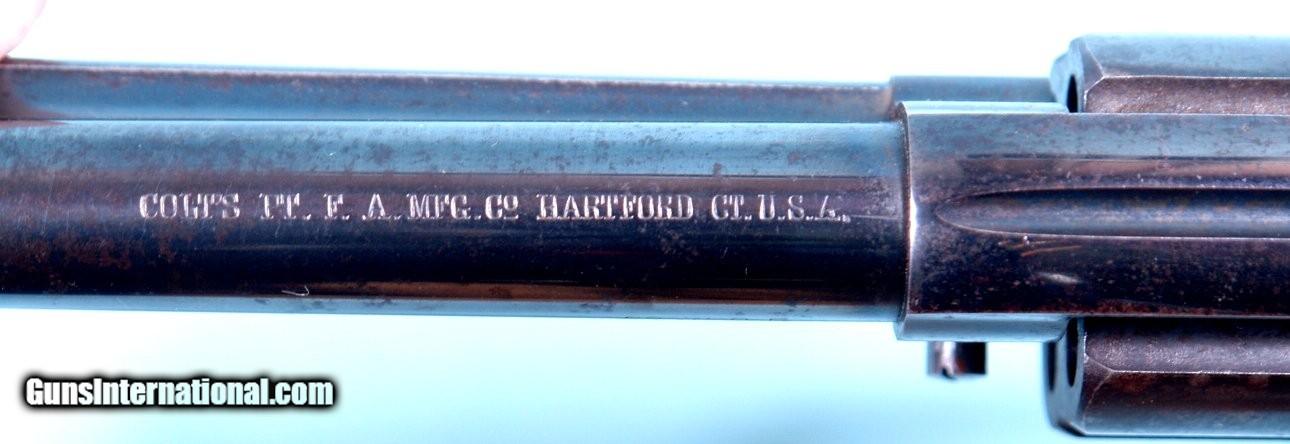 COLT'S PT. F. A. MFG. Co HARTFORD CT. U.S.A.
GunsInternational.com